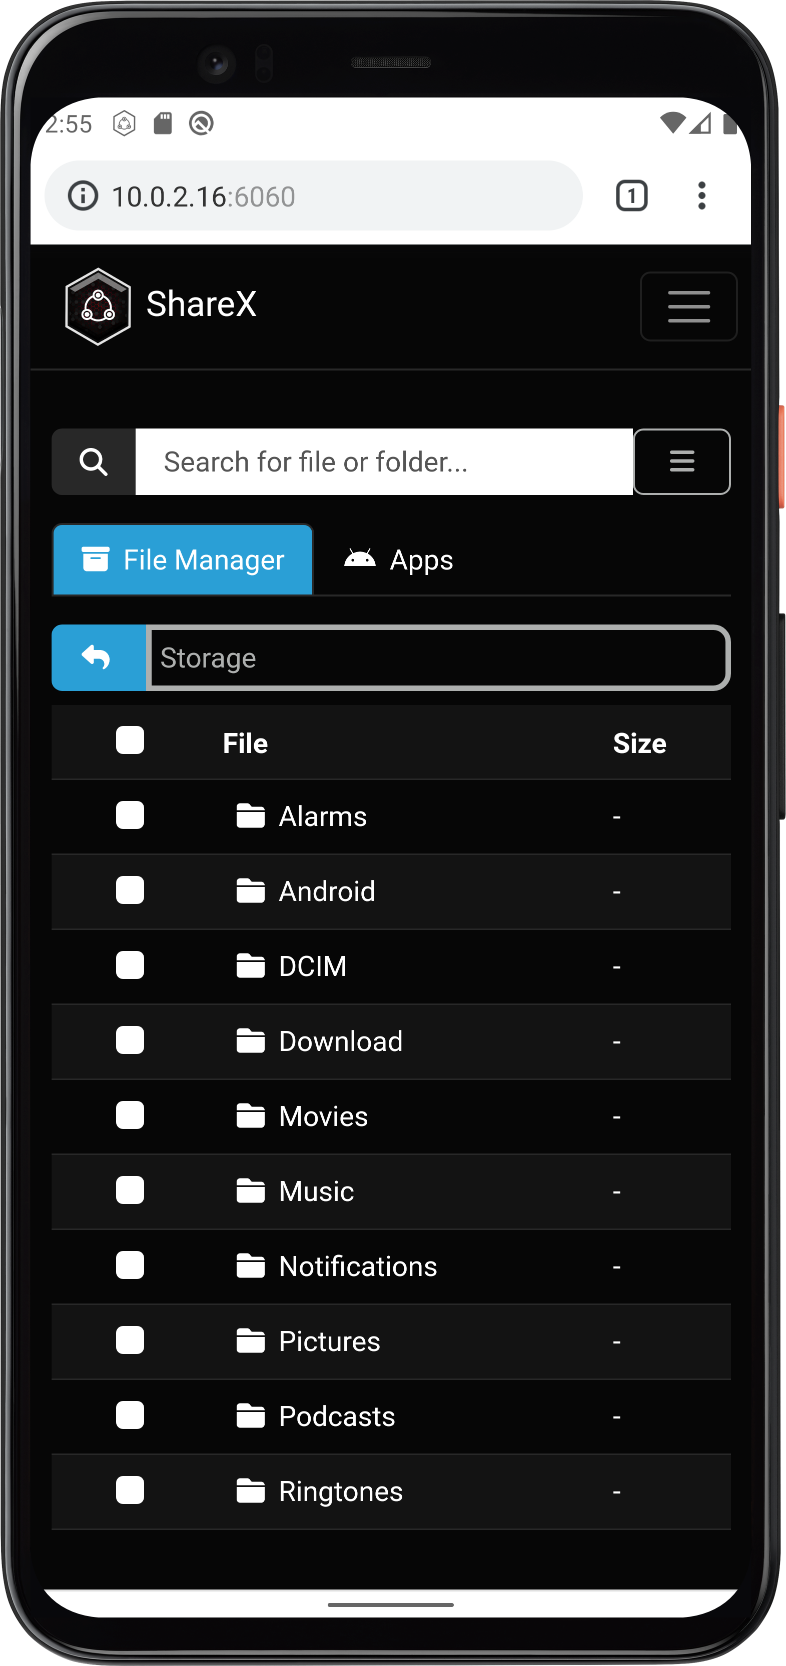 2:55
10.0.2.16:6060
1
ShareX
Search for file or folder...
File Manager
Apps
Storage
File Size
Alarms -
Android -
DCIM -
Download -
Movies -
Music -
Notifications -
Pictures -
Podcasts -
Ringtones -